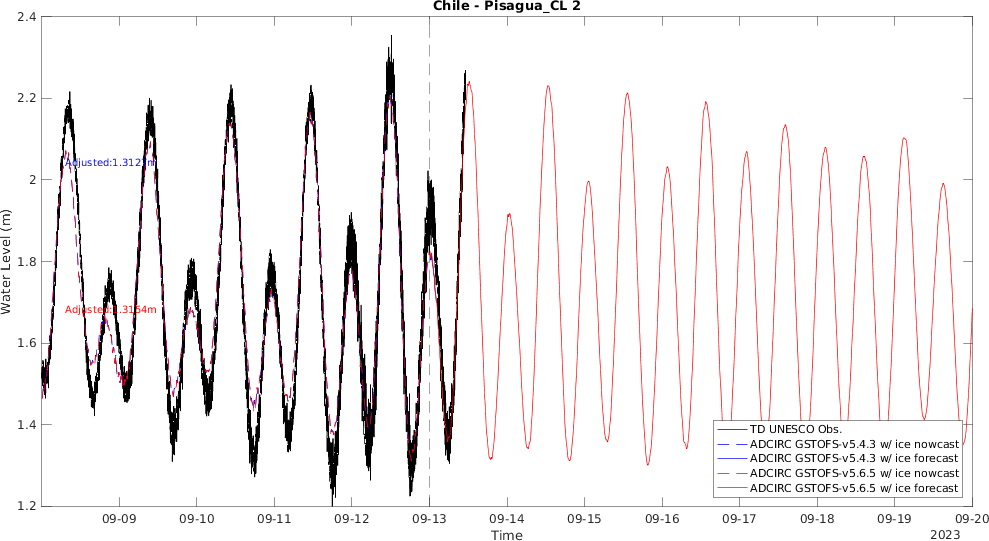 Chile - Pisagua_CL 2
2.4
2.2
2
1.8
1.6
1.4
1.2
Water Level (m)
Adjusted:1.3127m
Adjusted:1.3164m
TD UNESCO Obs.
ADCIRC GSTOFS-v5.4.3 w/ ice nowcast
ADCIRC GSTOFS-v5.4.3 w/ ice forecast
ADCIRC GSTOFS-v5.6.5 w/ ice nowcast
ADCIRC GSTOFS-v5.6.5 w/ ice forecast
09-09 09-10 09-11 09-12 09-13 09-14 09-15 09-16 09-17 09-18 09-19 09-20
Time
2023